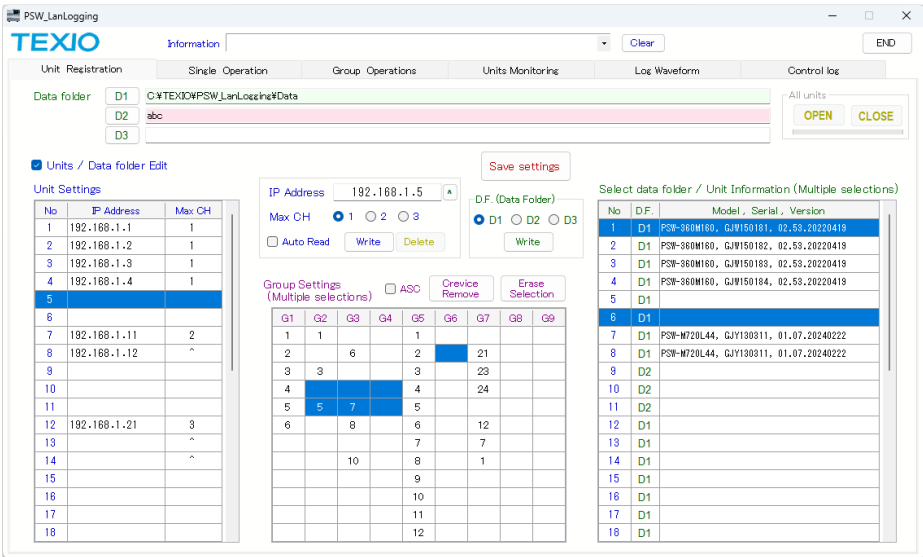 PSW_LanLogging
TEXIO Information Clear END
Unit Registration Single Operation Group Operations Units Monitoring Log Waveform Control log
Data folder D1 C:¥TEXIO¥PSW_LanLogging¥Data
D2 abc
D3
All units
OPEN CLOSE
Units / Data folder Edit
Save settings
Unit Settings
No IP Address Max CH
1 192.168.1.1 1
2 192.168.1.2 1
3 192.168.1.3 1
4 192.168.1.4 1
5
6
7 192.168.1.11 2
8 192.168.1.12 ^
9
10
11
12 192.168.1.21 3
13 ^
14 ^
15
16
17
18
IP Address 192.168.1.5
Max CH 1 2 3
Auto Read Write Delete
D.F. (Data Folder)
D1 D2 D3
Write
Group Settings
(Multiple selections)
ASC
Crevice
Remove
Erase
Selection
G1 G2 G3 G4 G5 G6 G7 G8 G9
1 1 1
2 6 2 21
3 3 3 23
4 4 24
5 5 7 5
6 8 6 12
7 7
10 8 1
9
10
11
12
Select data folder / Unit Information (Multiple selections)
No D.F. Model , Serial , Version
1 D1 PSW-360M160, GJW150181, 02.53.20220419
2 D1 PSW-360M160, GJW150182, 02.53.20220419
3 D1 PSW-360M160, GJW150183, 02.53.20220419
4 D1 PSW-360M160, GJW150184, 02.53.20220419
5 D1
6 D1
7 D1 PSW-M720L44, GJY130311, 01.07.20240222
8 D1 PSW-M720L44, GJY130311, 01.07.20240222
9 D2
10 D2
11 D2
12 D1
13 D1
14 D1
15 D1
16 D1
17 D1
18 D1